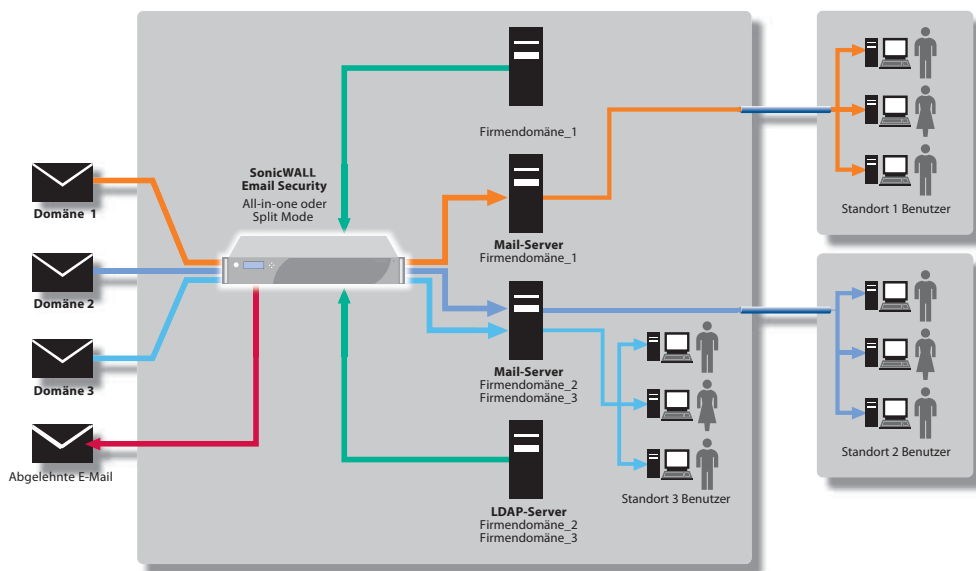 Firmendomäne_1
SonicWALL
Email Security
All-in-one oder
Split Mode
Domäne 1
Domäne 2
Domäne 3
Abgelehnte E-Mail
Mail-Server
Firmendomäne_1
Mail-Server
Firmendomäne_2
Firmendomäne_3
LDAP-Server
Firmendomäne_2
Firmendomäne_3
Standort 1 Benutzer
Standort 2 Benutzer
Standort 3 Benutzer